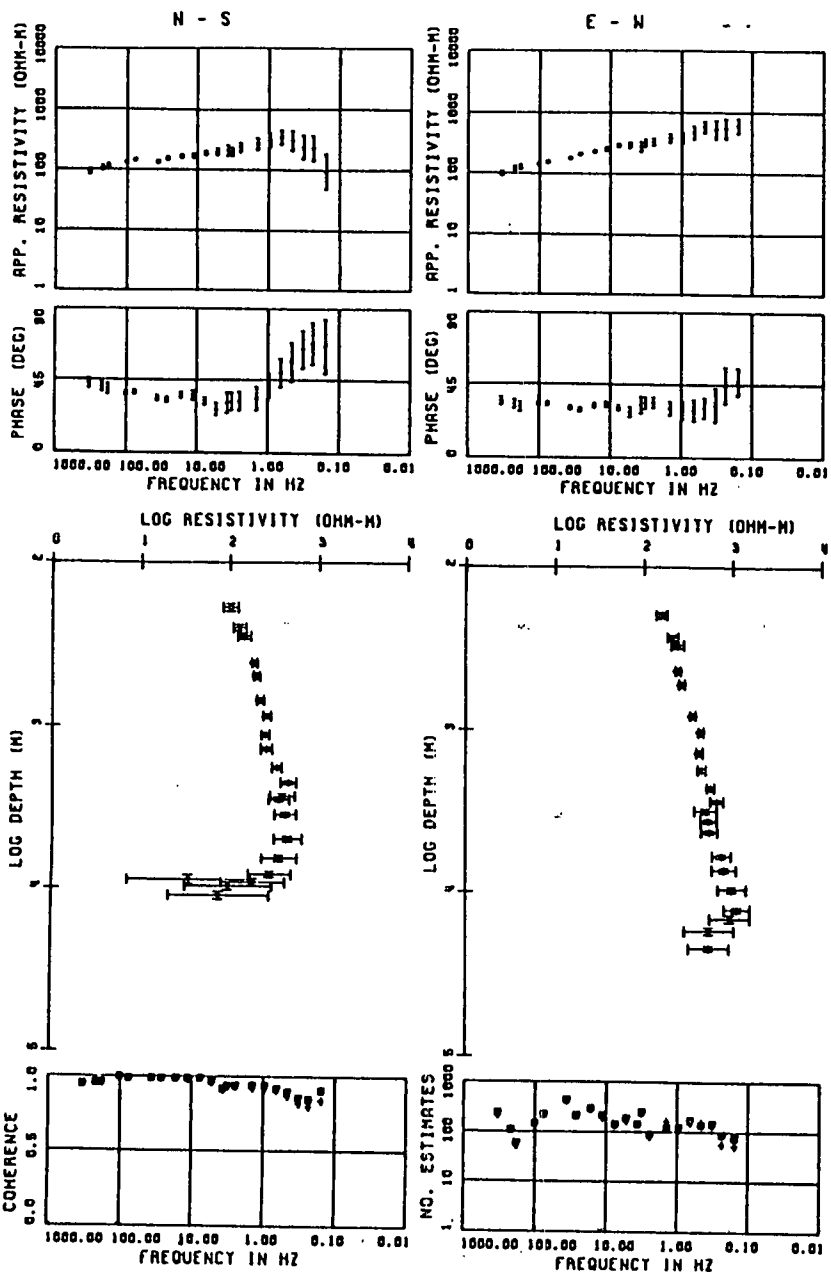 N - S
E - W
APP. RESISTIVITY (OHM-M)
10000
1000
100
10
1
APP. RESISTIVITY (OHM-M)
10000
1000
100
10
1
PHASE (DEG)
90
45
0
PHASE (DEG)
90
45
0
1000.00 100.00 10.00 1.00 0.10 0.01
FREQUENCY IN HZ
1000.00 100.00 10.00 1.00 0.10 0.01
FREQUENCY IN HZ
LOG RESISTIVITY (OHM-M)
0 1 2 3 4
LOG RESISTIVITY (OHM-M)
0 1 2 3 4
LOG DEPTH (M)
2
3
4
5
LOG DEPTH (M)
2
3
4
5
COHERENCE
1.0
0.5
0.0
NO. ESTIMATES
1000
100
10
1.
1000.00 100.00 10.00 1.00 0.10 0.01
FREQUENCY IN HZ
1000.00 100.00 10.00 1.00 0.10 0.01
FREQUENCY IN HZ